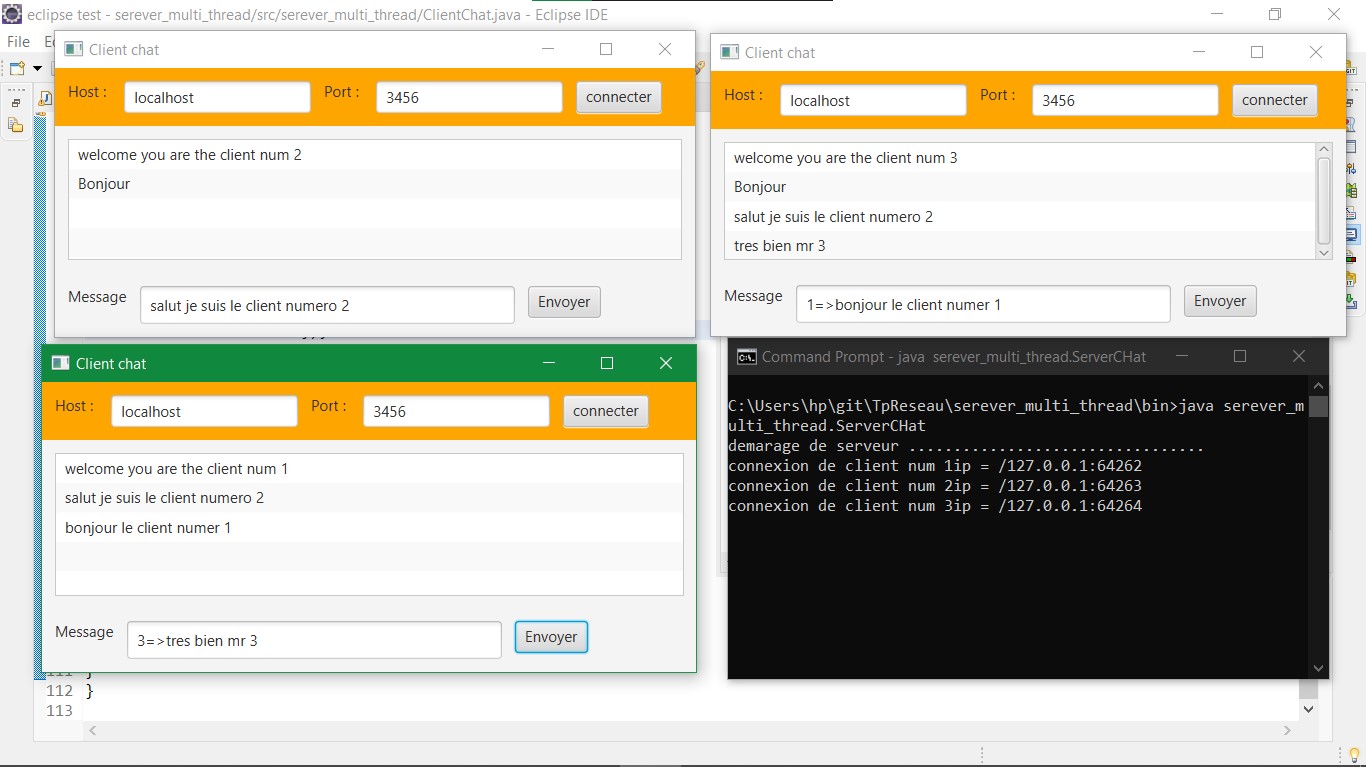 eclipse test - serever_multi_thread/src/serever_multi_thread/ClientChat.java - Eclipse IDE
File
Client chat
Host :
localhost
Port :
3456
connecter
welcome you are the client num 2
Bonjour
Message
salut je suis le client numero 2
Envoyer
Client chat
Host :
localhost
Port :
3456
connecter
welcome you are the client num 3
Bonjour
salut je suis le client numero 2
tres bien mr 3
Message
1=>bonjour le client numer 1
Envoyer
Client chat
Host :
localhost
Port :
3456
connecter
welcome you are the client num 1
salut je suis le client numero 2
bonjour le client numer 1
Message
3=>tres bien mr 3
Envoyer
Command Prompt - java serever_multi_thread.ServerCHat
C:\Users\hp\git\TpReseau\serever_multi_thread\bin>java serever_m
ulti_thread.ServerCHat
demarage de serveur .................................
connexion de client num 1ip = /127.0.0.1:64262
connexion de client num 2ip = /127.0.0.1:64263
connexion de client num 3ip = /127.0.0.1:64264
112 }
113